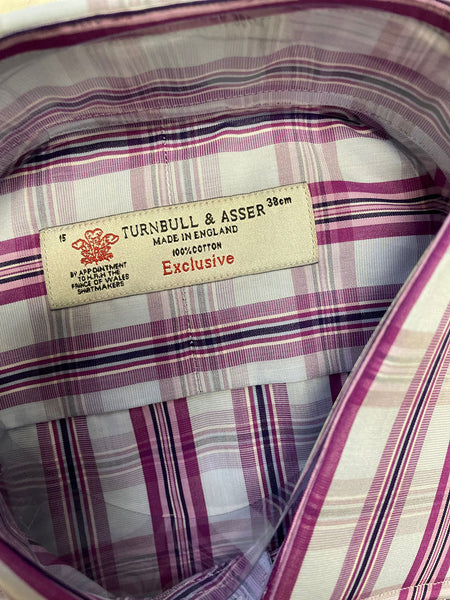 15
TURNBULL & ASSER
38cm
MADE IN ENGLAND
100% COTTON
Exclusive
BY APPOINTMENT
TO H.R.H. THE
PRINCE OF WALES
SHIRTMAKERS